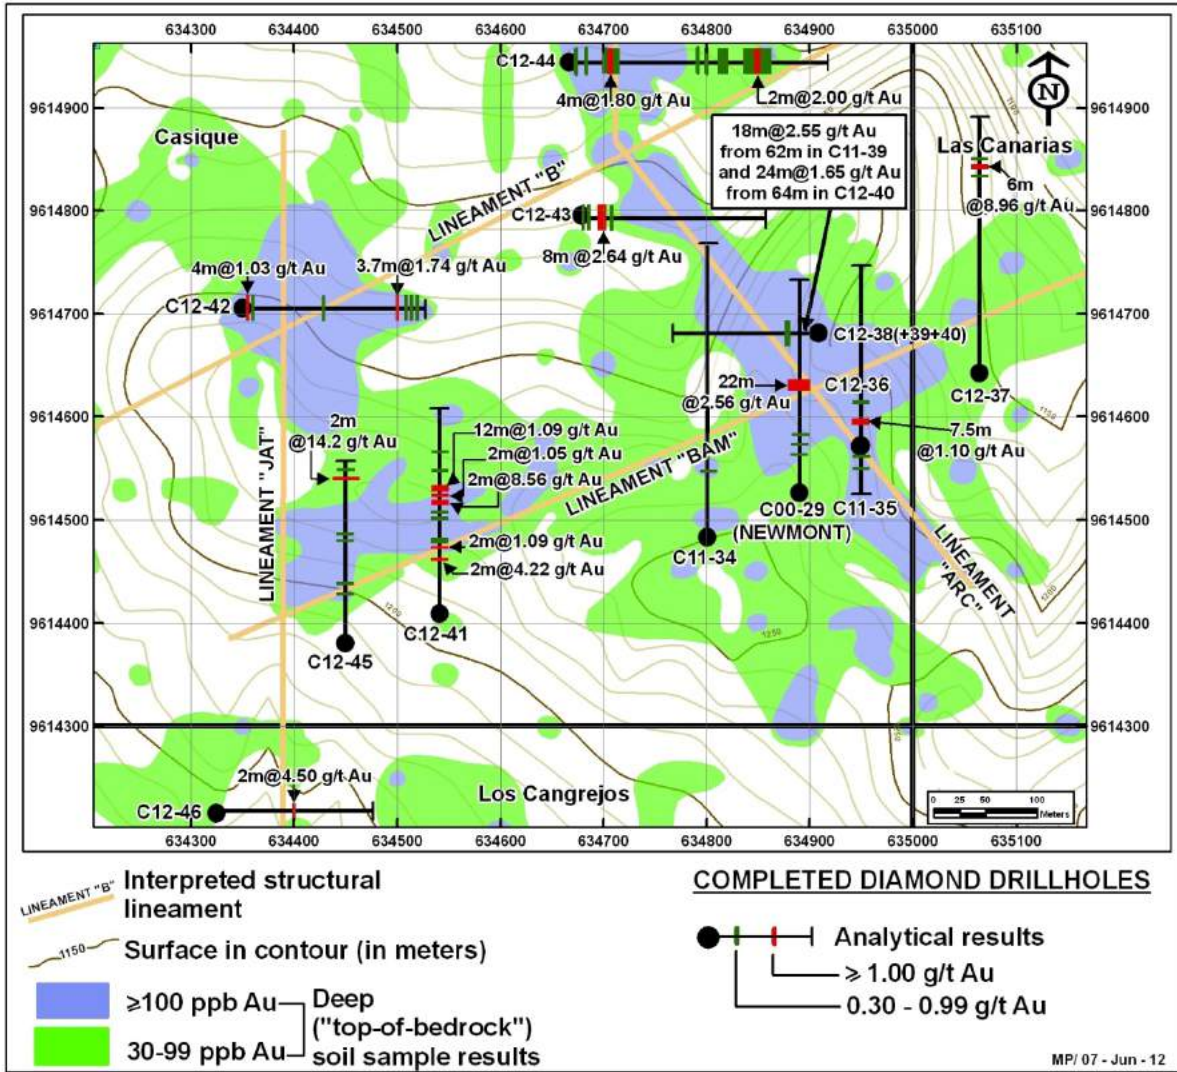 634300 634400 634500 634600 634700 634800 634900 635000 635100
9614900
9614800
9614700
9614600
9614500
9614400
9614300
9614900
9614800
9614700
9614600
9614500
9614400
9614300
C12-44
4m@1.80 g/t Au
2m@2.00 g/t Au
N
Casique
18m@2.55 g/t Au
from 62m in C11-39
and 24m@1.65 g/t Au
from 64m in C12-40
Las Canarias
6m
@8.96 g/t Au
1100
LINEAMENT "B"
C12-43
8m @2.64 g/t Au
4m@1.03 g/t Au
3.7m@1.74 g/t Au
C12-42
C12-38(+39+40)
22m
@2.56 g/t Au
C12-36
C12-37
1150
7.5m
@1.10 g/t Au
2m
@14.2 g/t Au
12m@1.09 g/t Au
2m@1.05 g/t Au
2m@8.56 g/t Au
LINEAMENT "BAM"
LINEAMENT "JAT"
C00-29
(NEWMONT)
C11-35
C11-34
2m@1.09 g/t Au
2m@4.22 g/t Au
LINEAMENT
"ARC"
1200
1200
1250
C12-41
C12-45
2m@4.50 g/t Au
C12-46
Los Cangrejos
0 25 50 100
Meters
634300 634400 634500 634600 634700 634800 634900 635000 635100
LINEAMENT "B"
Interpreted structural
lineament
1150
Surface in contour (in meters)
≥100 ppb Au
30-99 ppb Au
Deep
("top-of-bedrock")
soil sample results
COMPLETED DIAMOND DRILLHOLES
Analytical results
≥ 1.00 g/t Au
0.30 - 0.99 g/t Au
MP/ 07 - Jun - 12